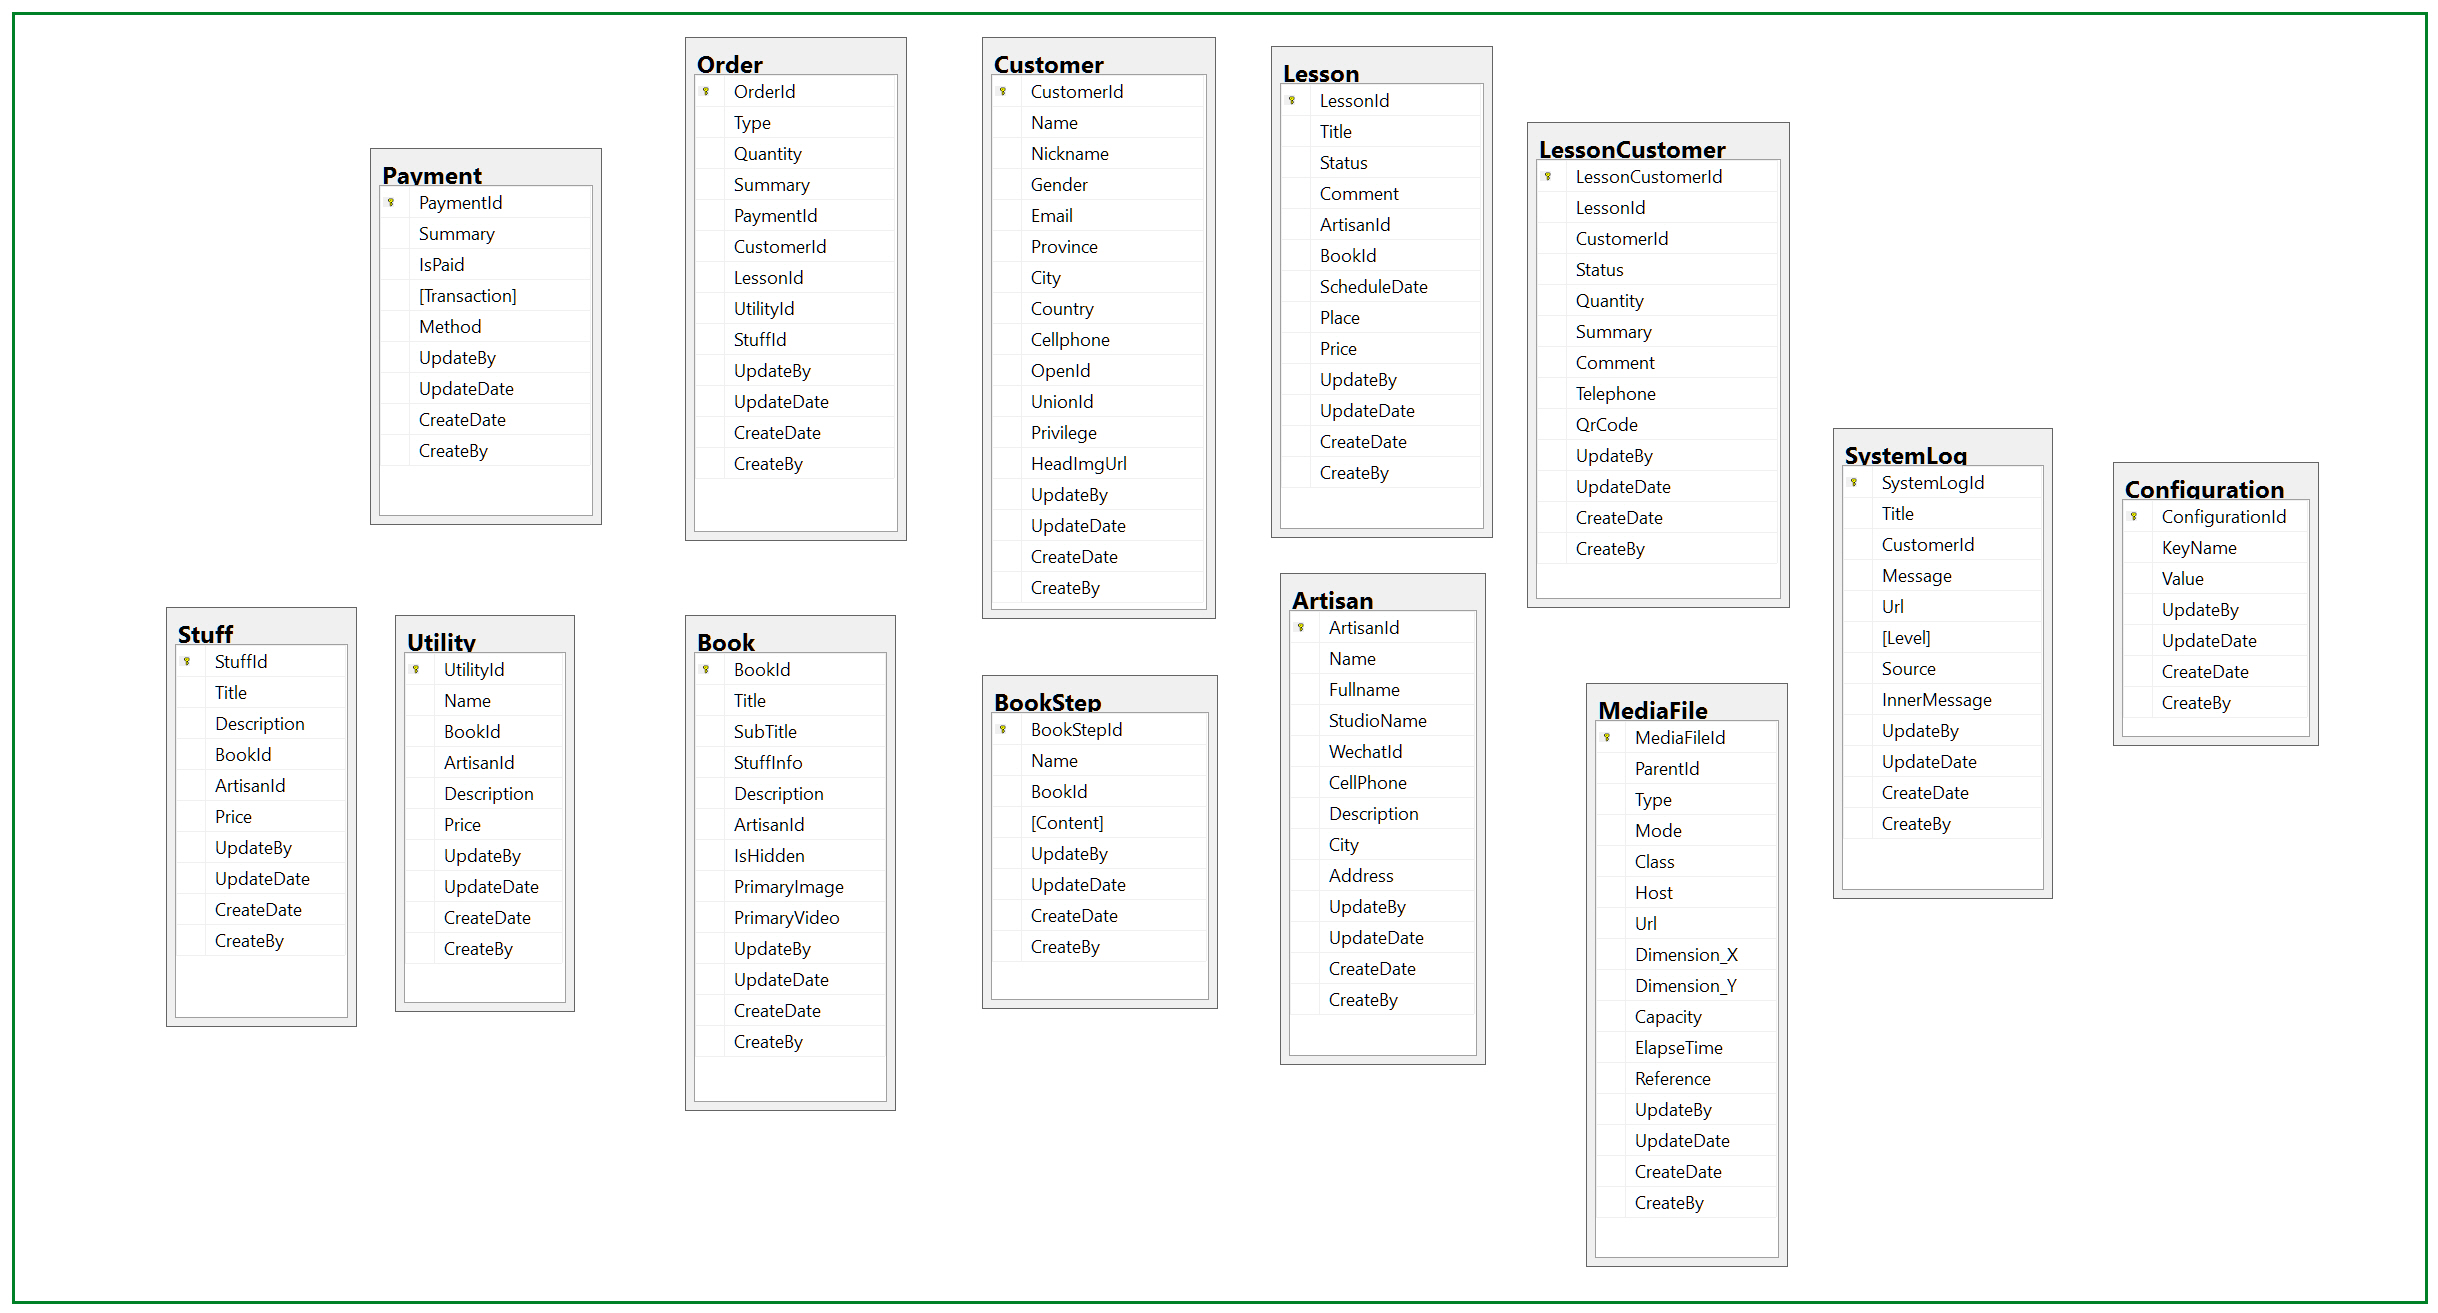 Payment
PaymentId
Summary
IsPaid
[Transaction]
Method
UpdateBy
UpdateDate
CreateDate
CreateBy
Order
OrderId
Type
Quantity
Summary
PaymentId
CustomerId
LessonId
UtilityId
StuffId
UpdateBy
UpdateDate
CreateDate
CreateBy
Customer
CustomerId
Name
Nickname
Gender
Email
Province
City
Country
Cellphone
OpenId
UnionId
Privilege
HeadImgUrl
UpdateBy
UpdateDate
CreateDate
CreateBy
Lesson
LessonId
Title
Status
Comment
ArtisanId
BookId
ScheduleDate
Place
Price
UpdateBy
UpdateDate
CreateDate
CreateBy
LessonCustomer
LessonCustomerId
LessonId
CustomerId
Status
Quantity
Summary
Comment
Telephone
QrCode
UpdateBy
UpdateDate
CreateDate
CreateBy
SystemLog
SystemLogId
Title
CustomerId
Message
Url
[Level]
Source
InnerMessage
UpdateBy
UpdateDate
CreateDate
CreateBy
Configuration
ConfigurationId
KeyName
Value
UpdateBy
UpdateDate
CreateDate
CreateBy
Stuff
StuffId
Title
Description
BookId
ArtisanId
Price
UpdateBy
UpdateDate
CreateDate
CreateBy
Utility
UtilityId
Name
BookId
ArtisanId
Description
Price
UpdateBy
UpdateDate
CreateDate
CreateBy
Book
BookId
Title
SubTitle
StuffInfo
Description
ArtisanId
IsHidden
PrimaryImage
PrimaryVideo
UpdateBy
UpdateDate
CreateDate
CreateBy
BookStep
BookStepId
Name
BookId
[Content]
UpdateBy
UpdateDate
CreateDate
CreateBy
Artisan
ArtisanId
Name
Fullname
StudioName
WechatId
CellPhone
Description
City
Address
UpdateBy
UpdateDate
CreateDate
CreateBy
MediaFile
MediaFileId
ParentId
Type
Mode
Class
Host
Url
Dimension_X
Dimension_Y
Capacity
ElapseTime
Reference
UpdateBy
UpdateDate
CreateDate
CreateBy